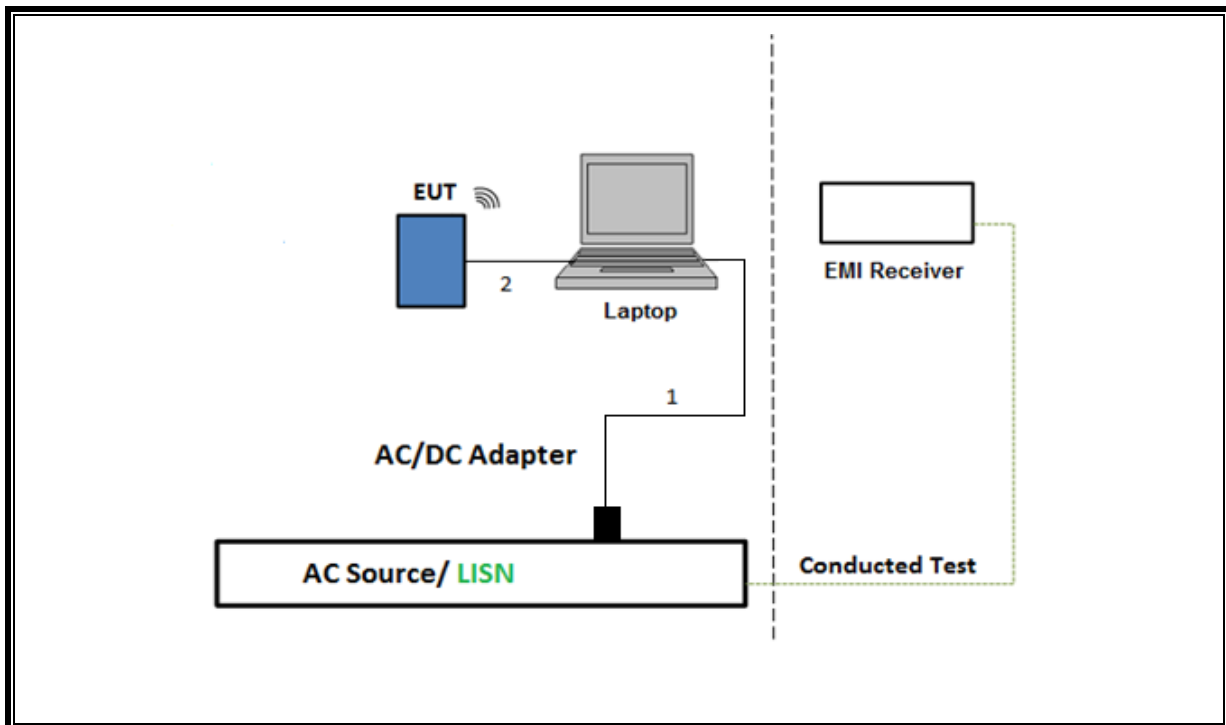 EUT
2
Laptop
EMI Receiver
1
AC/DC Adapter
AC Source/ LISN
Conducted Test